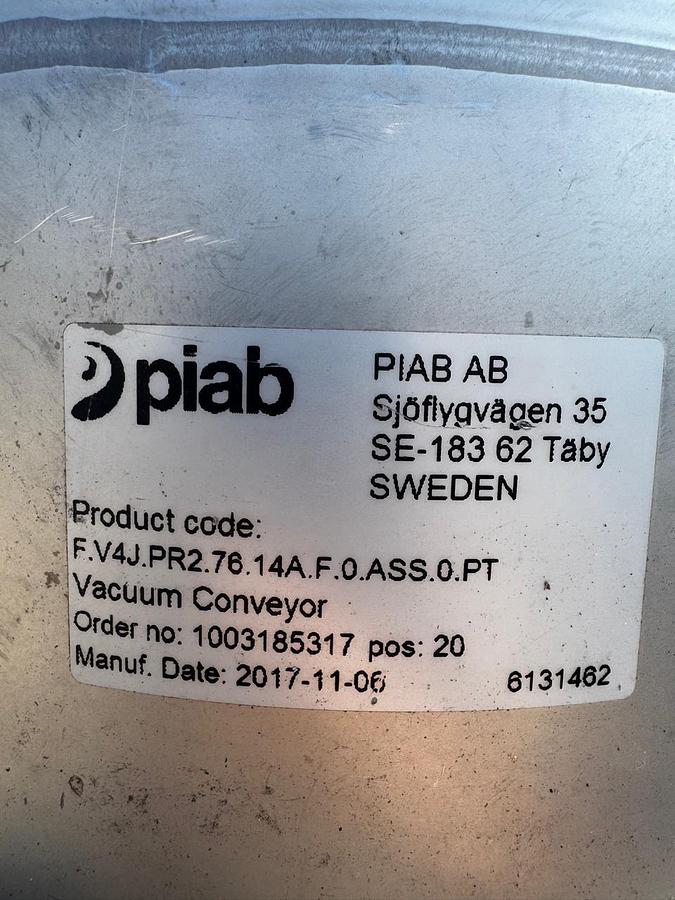 piab
PIAB AB
Sjöflygvägen 35
SE-183 62 Täby
SWEDEN
Product code:
F.V4J.PR2.76.14A.F.0.ASS.0.PT
Vacuum Conveyor
Order no: 1003185317 pos: 20
Manuf. Date: 2017-11-06
6131462